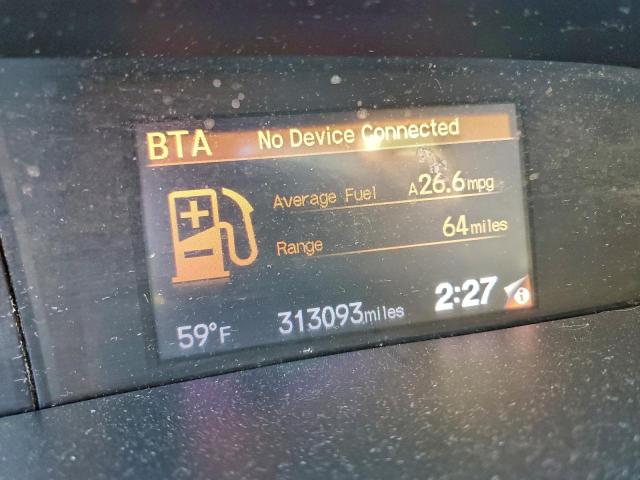 BTA No Device Connected
Average Fuel A26.6mpg
Range 64miles
59°F 313093miles 2:27 i